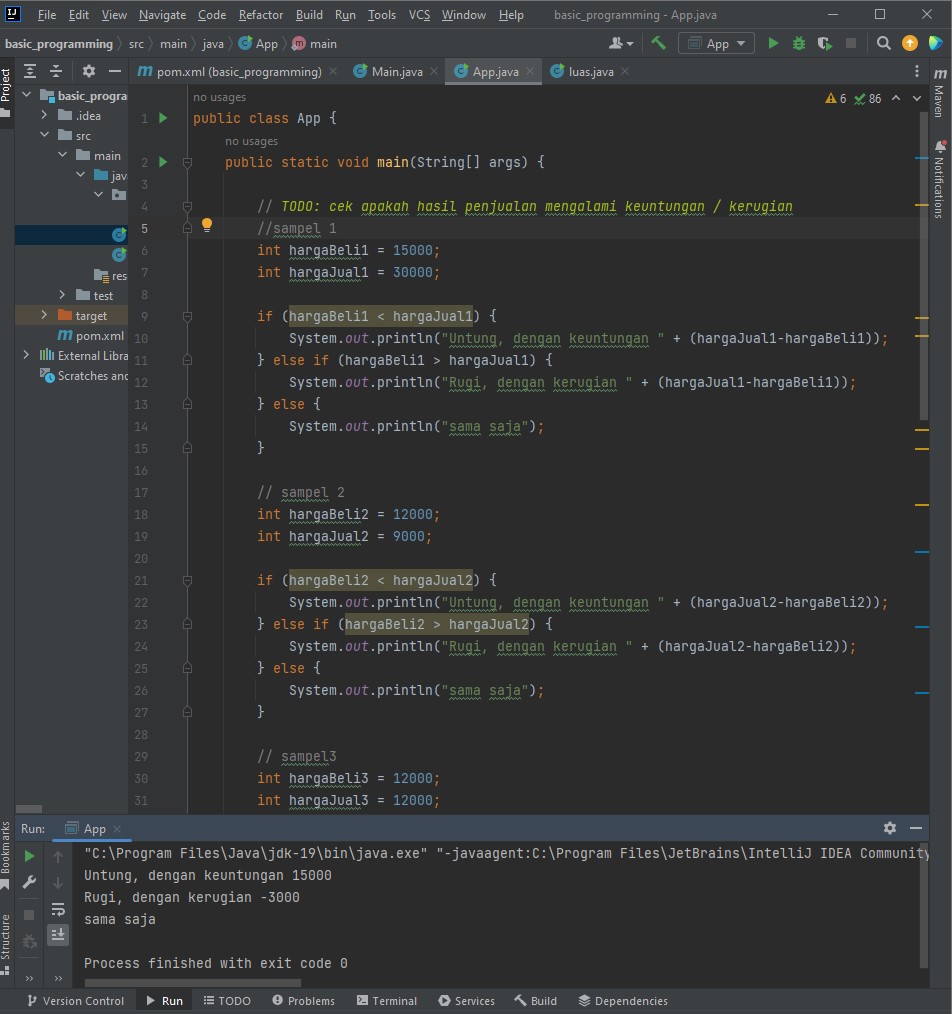 File Edit View Navigate Code Refactor Build Run Tools VCS Window Help basic_programming - App.java
basic_programming src main java App main App
Project
pom.xml (basic_programming) Main.java App.java luas.java
basic_progra
.idea
src
main
jav
res
test
target
pom.xml
External Libra
Scratches and
Maven
Notifications
6 86
no usages
1 public class App {
no usages
2 public static void main(String[] args) {
3
4 // TODO: cek apakah hasil penjualan mengalami keuntungan / kerugian
5 //sampel 1
6 int hargaBeli1 = 15000;
7 int hargaJual1 = 30000;
8
9 if (hargaBeli1 < hargaJual1) {
10 System.out.println("Untung, dengan keuntungan " + (hargaJual1-hargaBeli1));
11 } else if (hargaBeli1 > hargaJual1) {
12 System.out.println("Rugi, dengan kerugian " + (hargaJual1-hargaBeli1));
13 } else {
14 System.out.println("sama saja");
15 }
16
17 // sampel 2
18 int hargaBeli2 = 12000;
19 int hargaJual2 = 9000;
20
21 if (hargaBeli2 < hargaJual2) {
22 System.out.println("Untung, dengan keuntungan " + (hargaJual2-hargaBeli2));
23 } else if (hargaBeli2 > hargaJual2) {
24 System.out.println("Rugi, dengan kerugian " + (hargaJual2-hargaBeli2));
25 } else {
26 System.out.println("sama saja");
27 }
28
29 // sampel3
30 int hargaBeli3 = 12000;
31 int hargaJual3 = 12000;
Bookmarks
Structure
Run: App
"C:\Program Files\Java\jdk-19\bin\java.exe" "-javaagent:C:\Program Files\JetBrains\IntelliJ IDEA Community
Untung, dengan keuntungan 15000
Rugi, dengan kerugian -3000
sama saja
Process finished with exit code 0
Version Control Run TODO Problems Terminal Services Build Dependencies